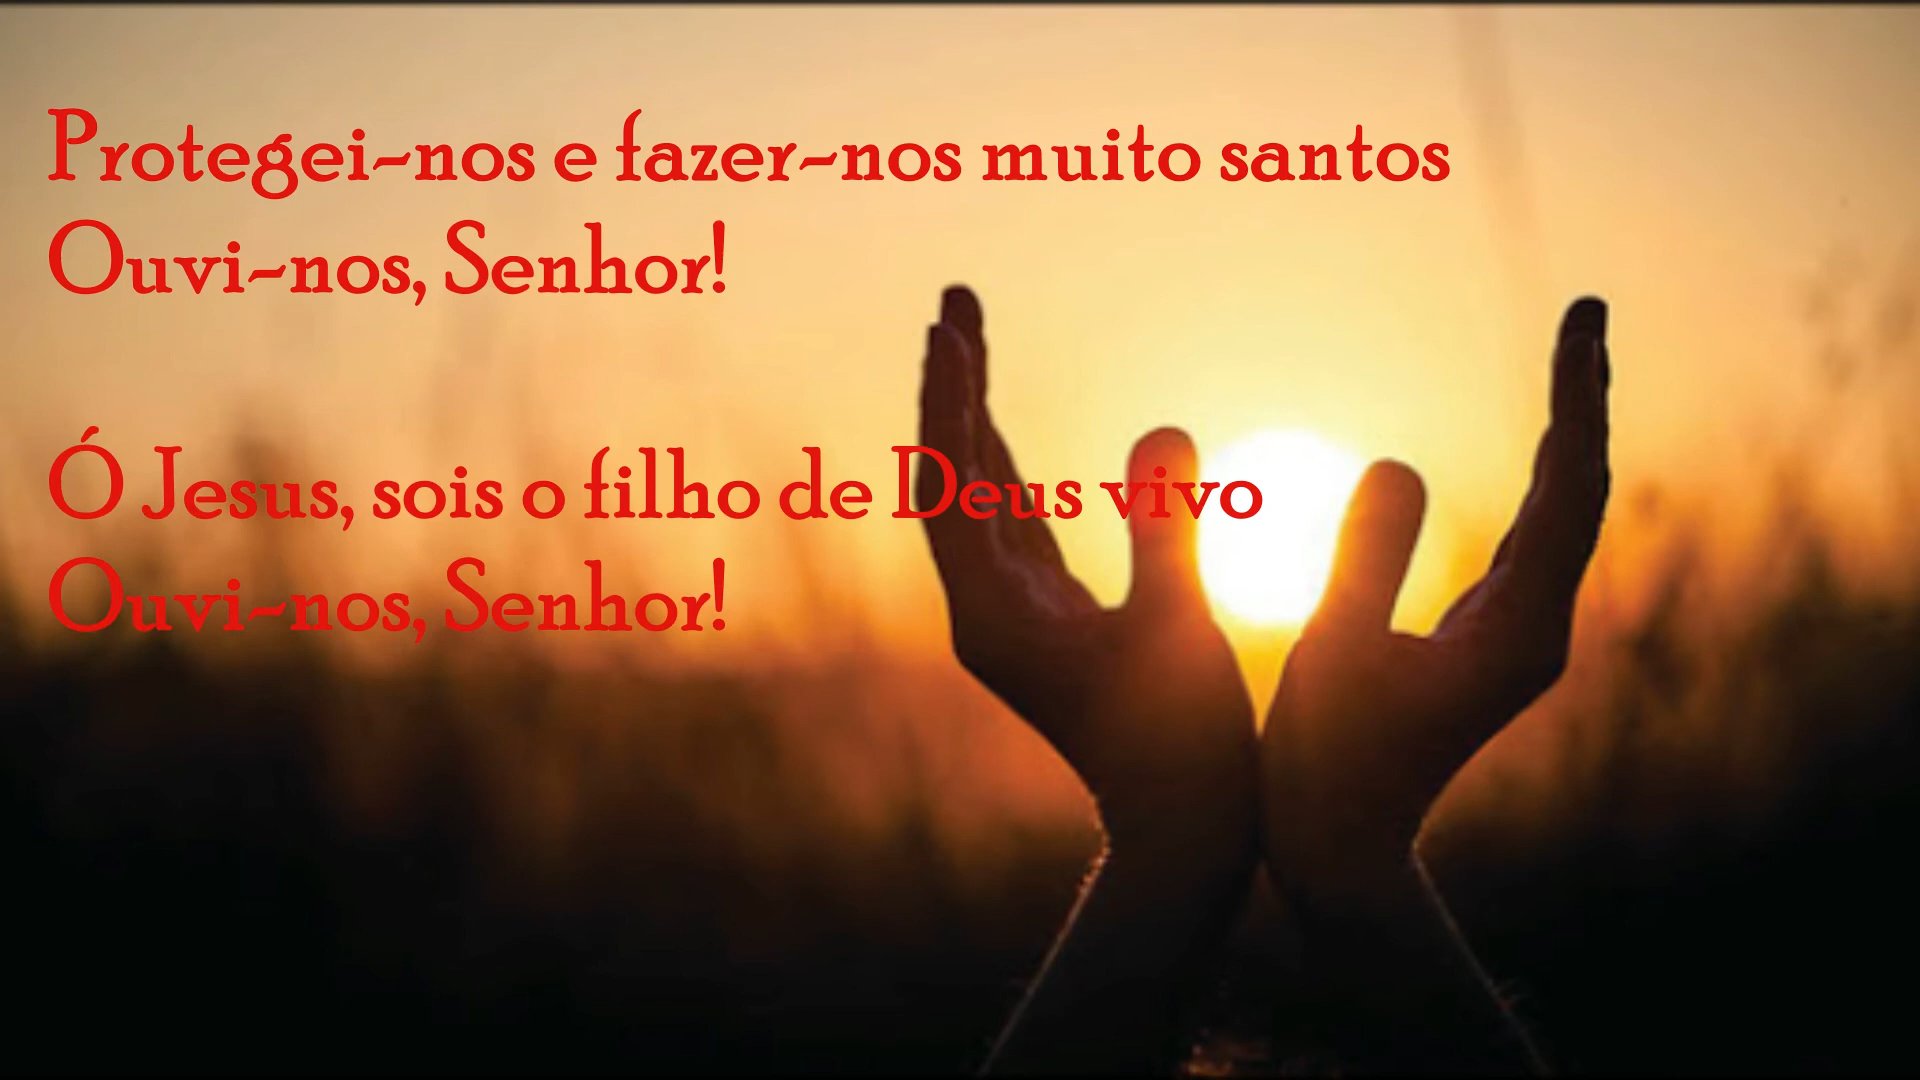 Protegei-nos e fazer-nos muito santos
Ouvi-nos, Senhor!
Ó Jesus, sois o filho de Deus vivo
Ouvi-nos, Senhor!